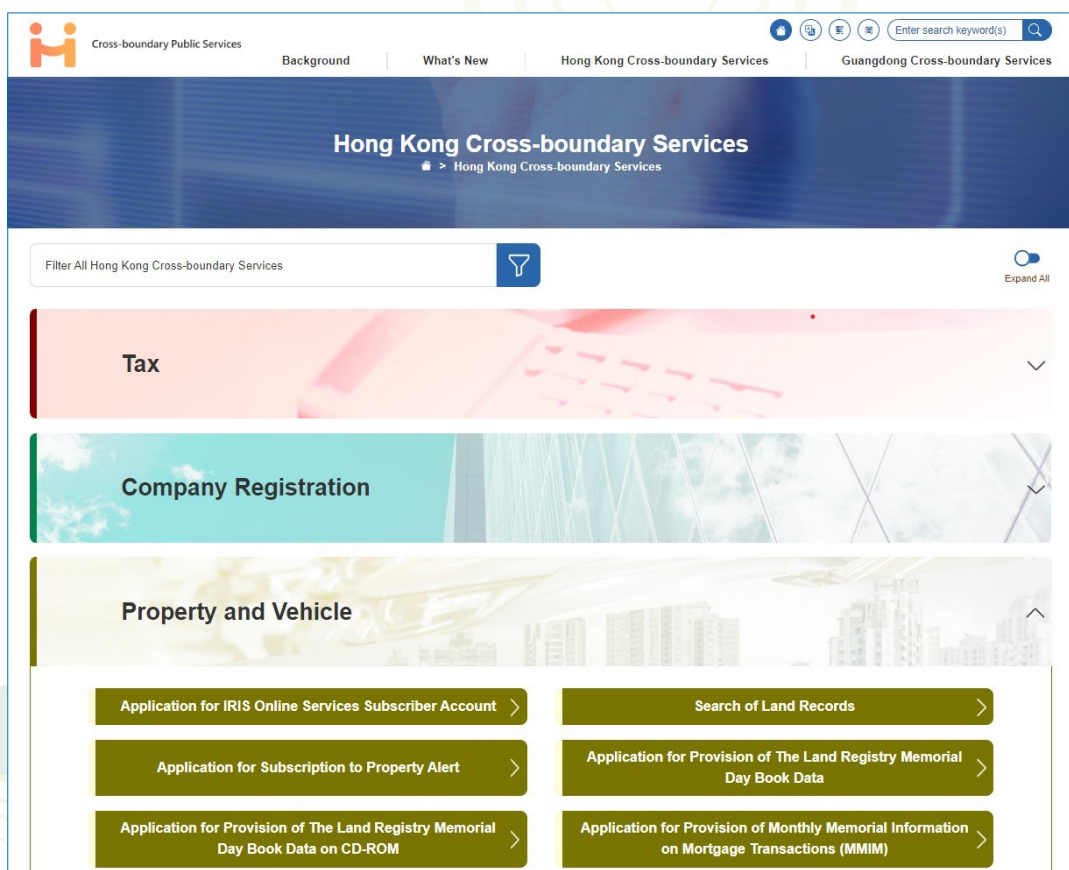 Cross-boundary Public Services
繁
簡
Enter search keyword(s)
Background
What's New
Hong Kong Cross-boundary Services
Guangdong Cross-boundary Services
Hong Kong Cross-boundary Services
> Hong Kong Cross-boundary Services
Filter All Hong Kong Cross-boundary Services
Expand All
Tax
Company Registration
Property and Vehicle
Application for IRIS Online Services Subscriber Account
Search of Land Records
Application for Subscription to Property Alert
Application for Provision of The Land Registry Memorial
Day Book Data
Application for Provision of The Land Registry Memorial
Day Book Data on CD-ROM
Application for Provision of Monthly Memorial Information
on Mortgage Transactions (MMIM)